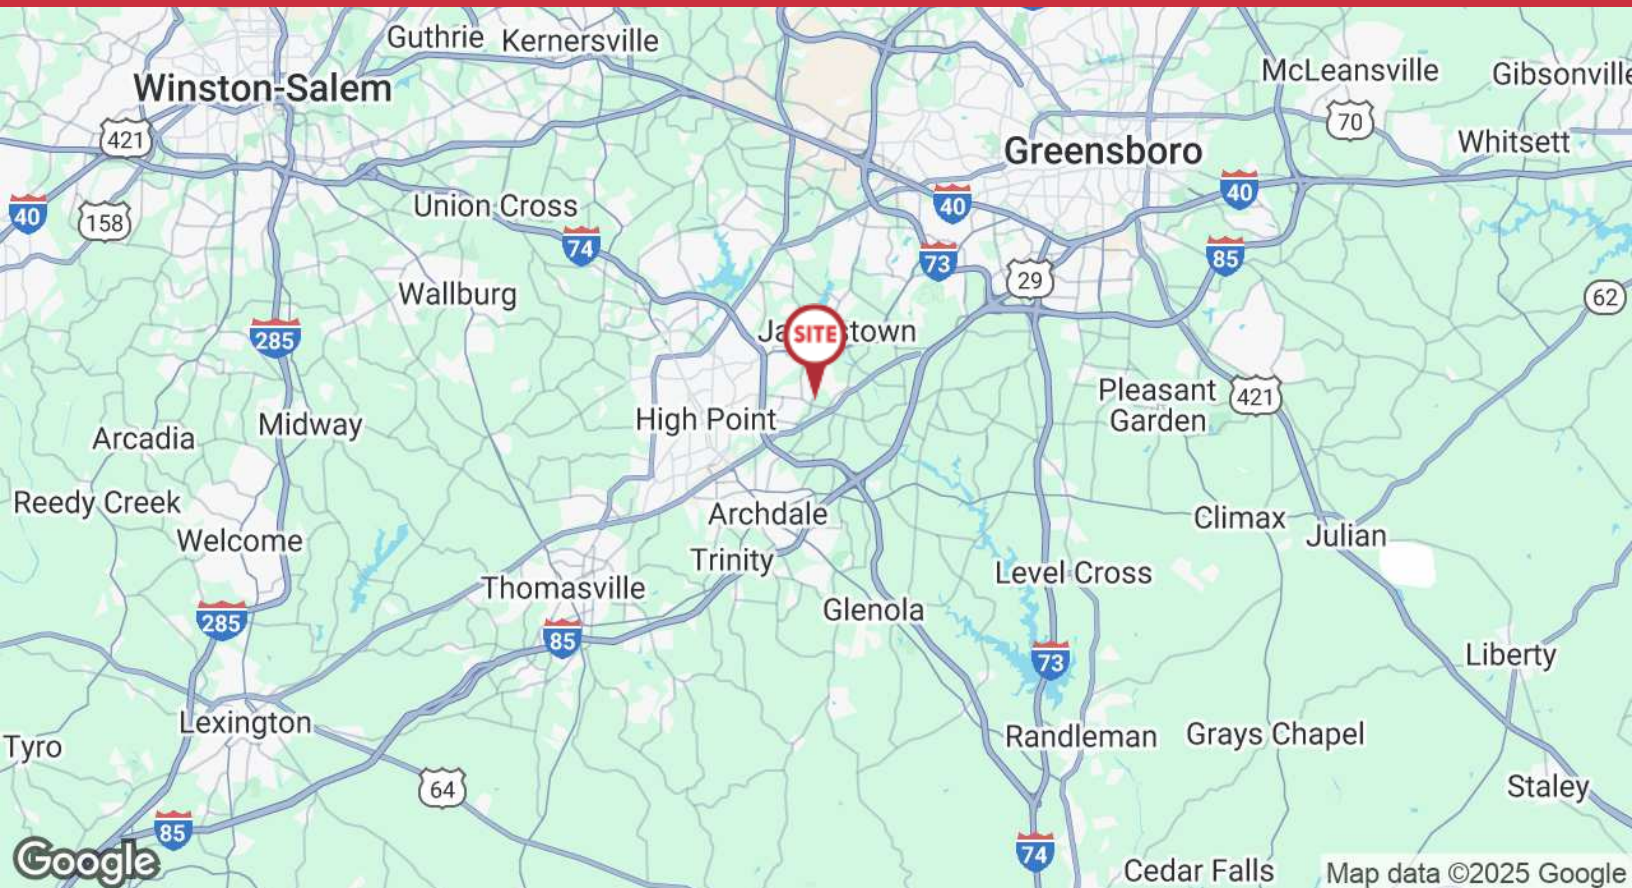 Guthrie
Kernersville
Winston-Salem
McLeansville
Gibsonville
421
70
Whitsett
Greensboro
40
158
Union Cross
40
40
74
73
29
85
Wallburg
62
285
SITE
Pleasant
Garden
421
High Point
Midway
Arcadia
Reedy Creek
Archdale
Climax
Julian
Welcome
Trinity
Level Cross
Thomasville
Glenola
285
85
73
Liberty
Lexington
Tyro
Randleman
Grays Chapel
64
Staley
85
74
Google
Cedar Falls
Map data ©2025 Google